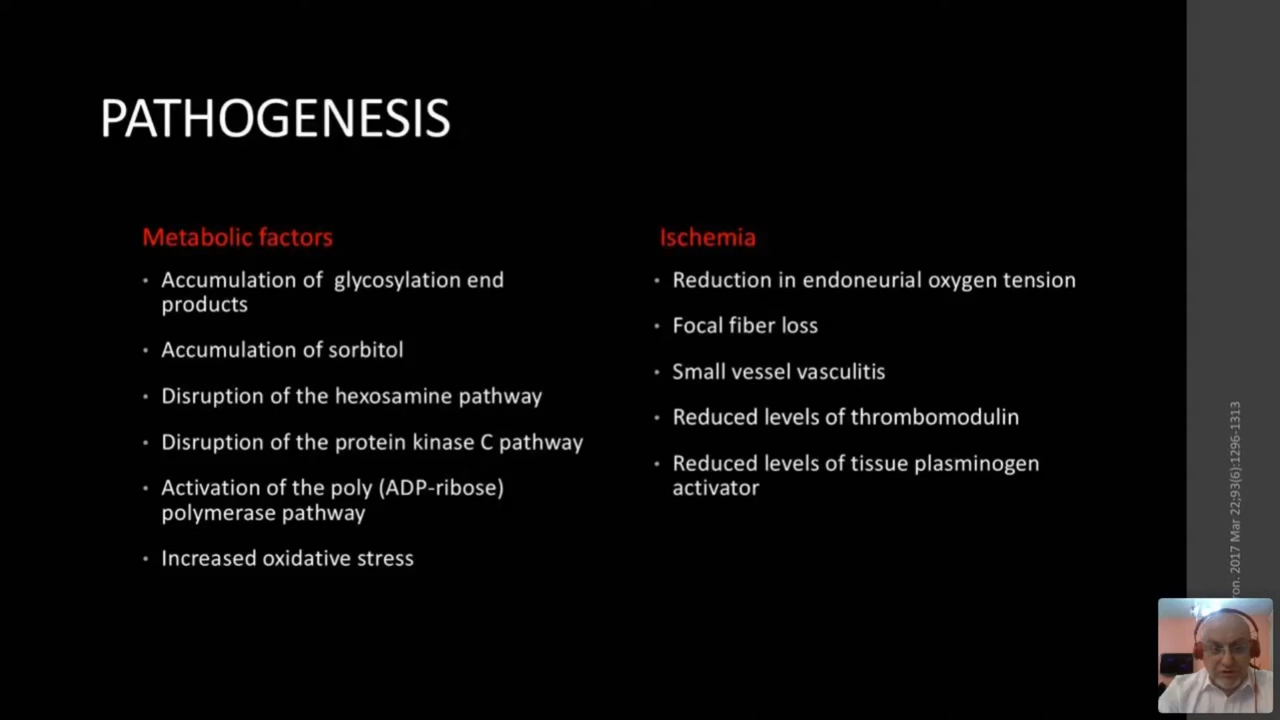 PATHOGENESIS
Metabolic factors
• Accumulation of glycosylation end
products
• Accumulation of sorbitol
• Disruption of the hexosamine pathway
• Disruption of the protein kinase C pathway
• Activation of the poly (ADP-ribose)
polymerase pathway
• Increased oxidative stress
Ischemia
• Reduction in endoneurial oxygen tension
• Focal fiber loss
• Small vessel vasculitis
• Reduced levels of thrombomodulin
• Reduced levels of tissue plasminogen
activator
2017 Mar 22;93(6):1296-1313